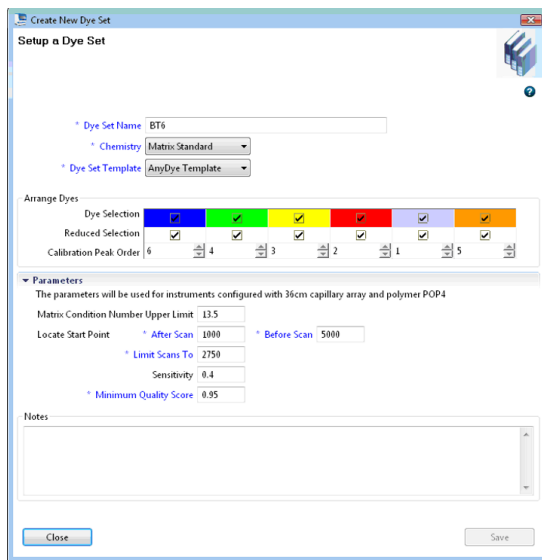 Create New Dye Set
Setup a Dye Set
* Dye Set Name BT6
* Chemistry Matrix Standard
* Dye Set Template AnyDye Template
Arrange Dyes
Dye Selection
Reduced Selection
Calibration Peak Order 6 4 3 2 1 5
Parameters
The parameters will be used for instruments configured with 36cm capillary array and polymer POP4
Matrix Condition Number Upper Limit 13.5
Locate Start Point * After Scan 1000 * Before Scan 5000
* Limit Scans To 2750
Sensitivity 0.4
* Minimum Quality Score 0.95
Notes
Close Save